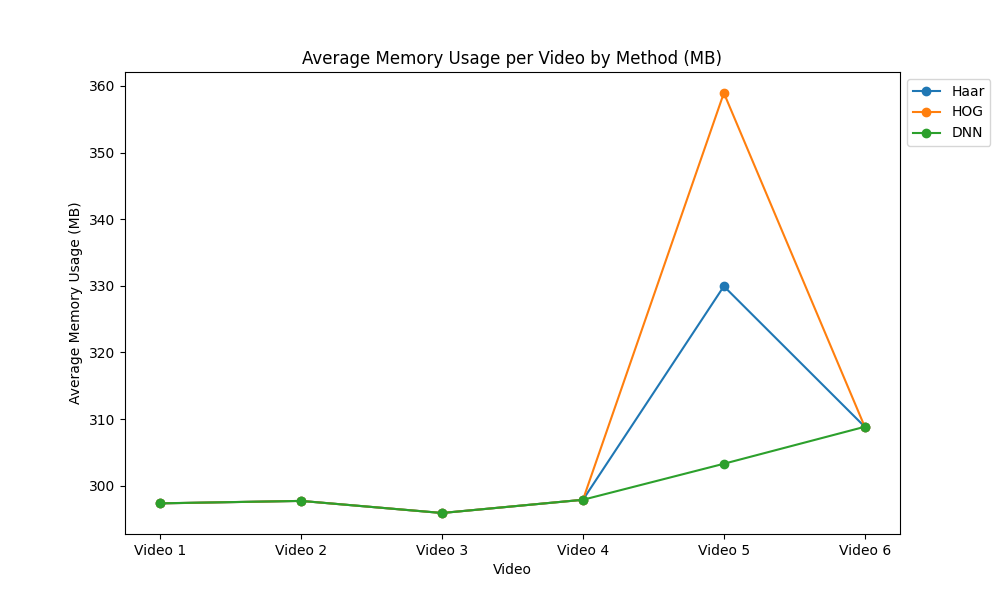 Average Memory Usage per Video by Method (MB)
Haar
HOG
DNN
360
350
340
330
320
310
300
Average Memory Usage (MB)
Video 1
Video 2
Video 3
Video 4
Video 5
Video 6
Video